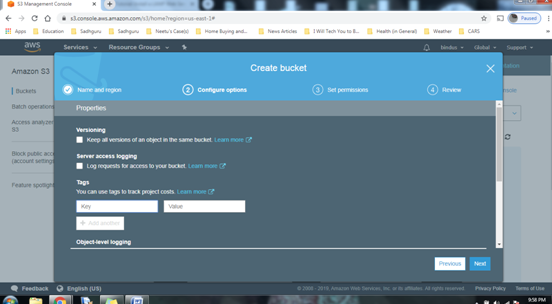 S3 Management Console
s3.console.aws.amazon.com/s3/home?region=us-east-1#
Paused
Apps Education Sadhguru Neetu's Case(s) Home Buying and... News Articles I Will Tech You to B... Health (in General) Weather CARS
aws Services Resource Groups bindus Global Support
Amazon S3
Buckets
Batch operations
Access analyzer
S3
Block public acc
(account settings
Feature spotlight
Create bucket
1 Name and region 2 Configure options 3 Set permissions 4 Review
Properties
Versioning
Keep all versions of an object in the same bucket. Learn more
Server access logging
Log requests for access to your bucket. Learn more
Tags
You can use tags to track project costs. Learn more
Key Value
+ Add another
Object-level logging
Previous Next
Feedback English (US) © 2008 - 2019, Amazon Web Services, Inc. or its affiliates. All rights reserved. Privacy Policy Terms of Use
9:58 PM